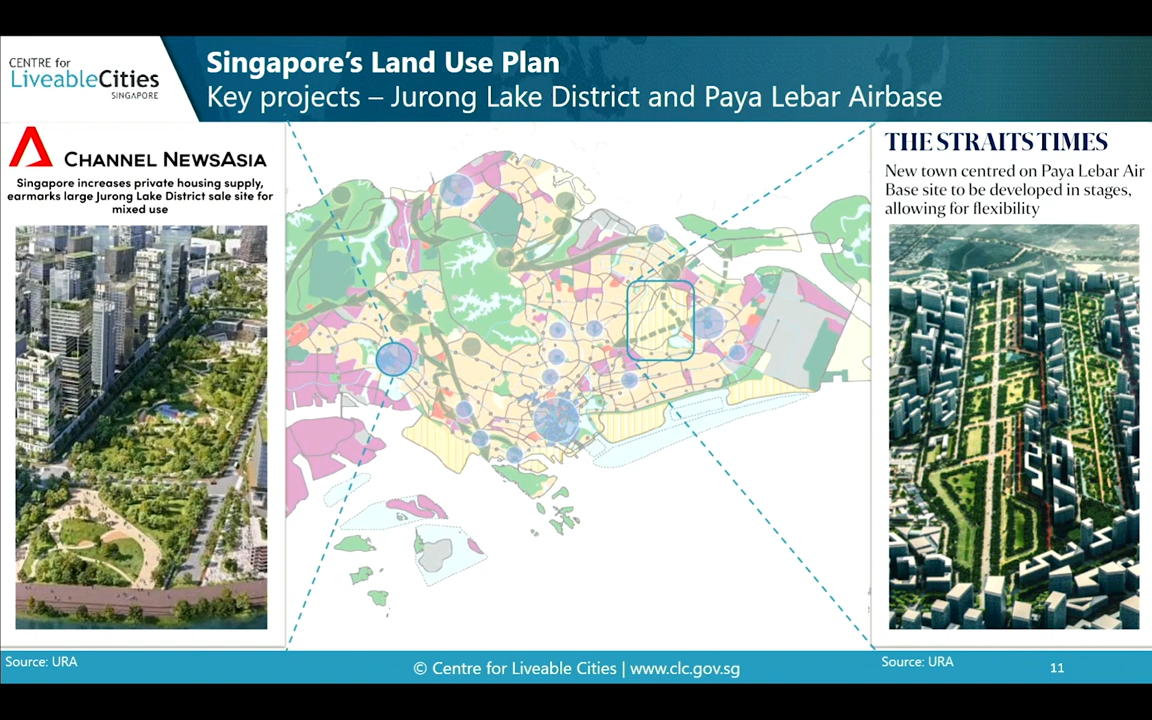 CENTRE for
LiveableCities
SINGAPORE
Singapore's Land Use Plan
Key projects – Jurong Lake District and Paya Lebar Airbase
CHANNEL NEWSASIA
Singapore increases private housing supply,
earmarks large Jurong Lake District sale site for
mixed use
THE STRAITS TIMES
New town centred on Paya Lebar Air
Base site to be developed in stages,
allowing for flexibility
Source: URA
© Centre for Liveable Cities | www.clc.gov.sg
Source: URA
11